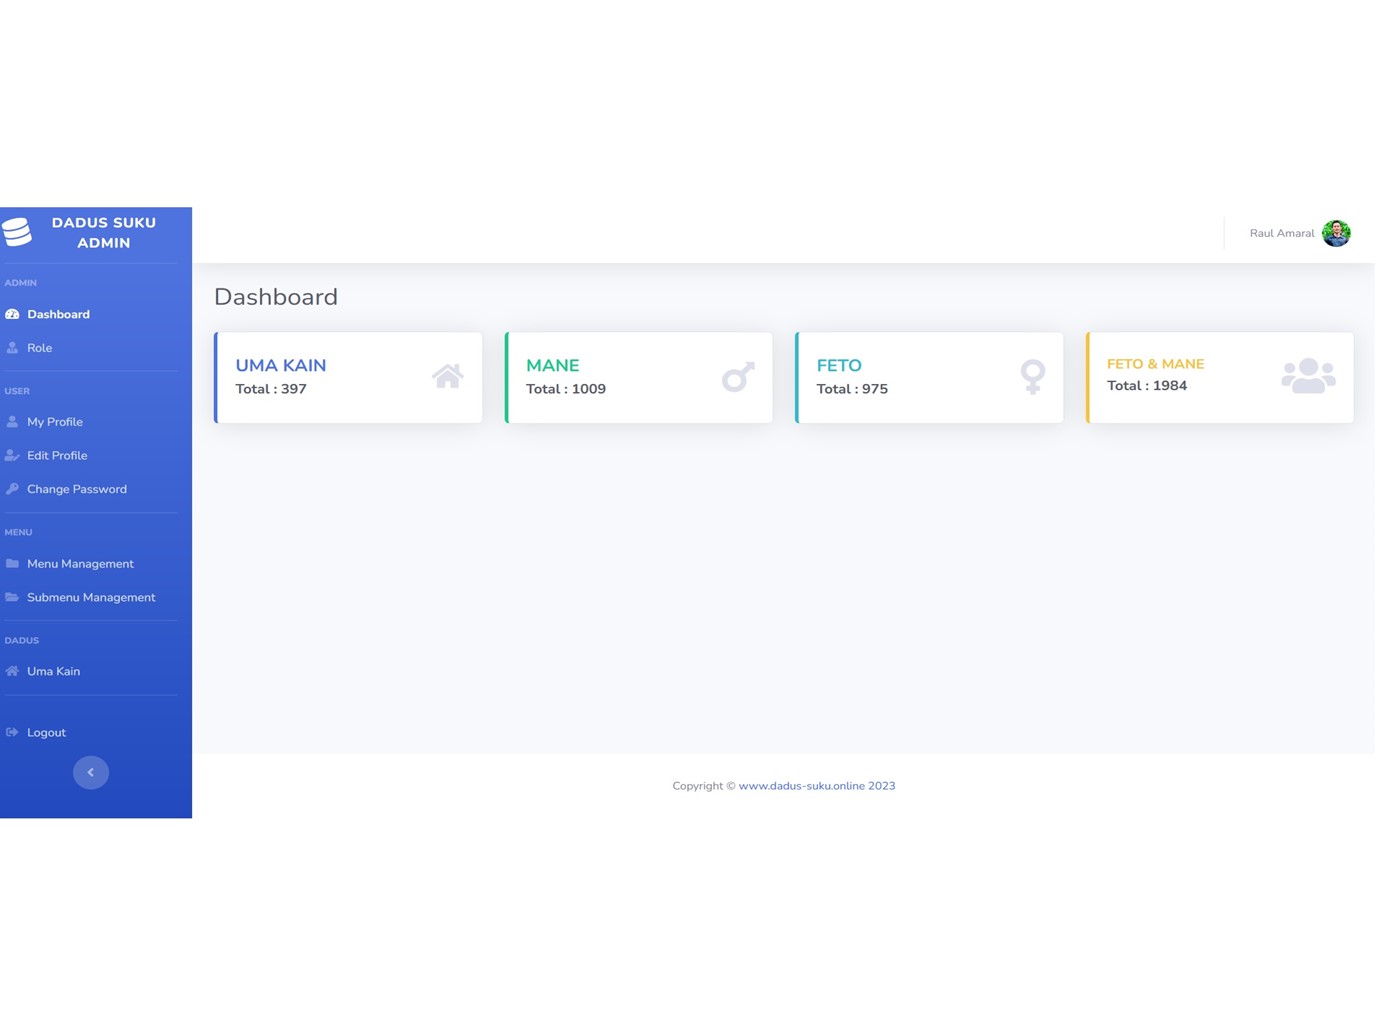 DADUS SUKU
ADMIN
Raul Amaral
ADMIN
Dashboard
Role
USER
My Profile
Edit Profile
Change Password
MENU
Menu Management
Submenu Management
DADUS
Uma Kain
Logout
Dashboard
UMA KAIN
Total : 397
MANE
Total : 1009
FETO
Total : 975
FETO & MANE
Total : 1984
Copyright © www.dadus-suku.online 2023